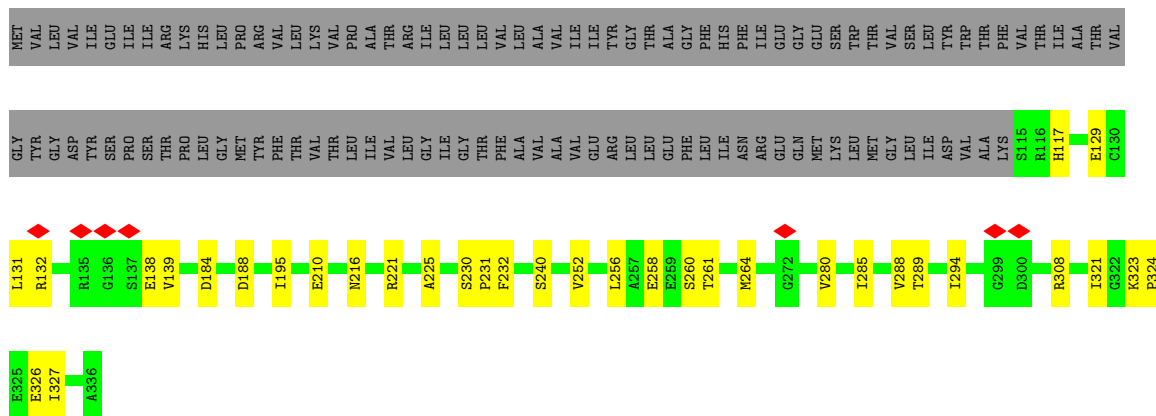 MET VAL LEU VAL ILE GLU ILE ILE ARG LYS HIS LEU PRO ARG VAL LEU LYS VAL PRO ALA THR ARG ILE LEU LEU LEU VAL LEU ALA VAL ILE ILE TYR GLY THR ALA GLY PHE HIS PHE ILE GLU GLY GLU SER TRP THR VAL SER LEU TYR TRP THR PHE VAL THR ILE ALA THR VAL
GLY TYR GLY ASP TYR SER PRO SER THR PRO LEU GLY MET TYR PHE THR VAL THR LEU ILE VAL LEU GLY ILE GLY THR PHE ALA VAL ALA VAL GLU ARG LEU LEU GLU PHE LEU ILE ASN ARG GLU GLN MET LYS LEU MET GLY LEU ILE ASP VAL ALA LYS S115 R116 H117 E129 C130
L131 R132 R135 G136 S137 E138 V139 D184 D188 I195 E210 N216 R221 A225 S230 P231 F232 S240 V252 L256 A257 E258 E259 S260 T261 M264 G272 V280 I285 V288 T289 I294 G299 D300 R308 I321 G322 K323 P324
E325 E326 I327 A336